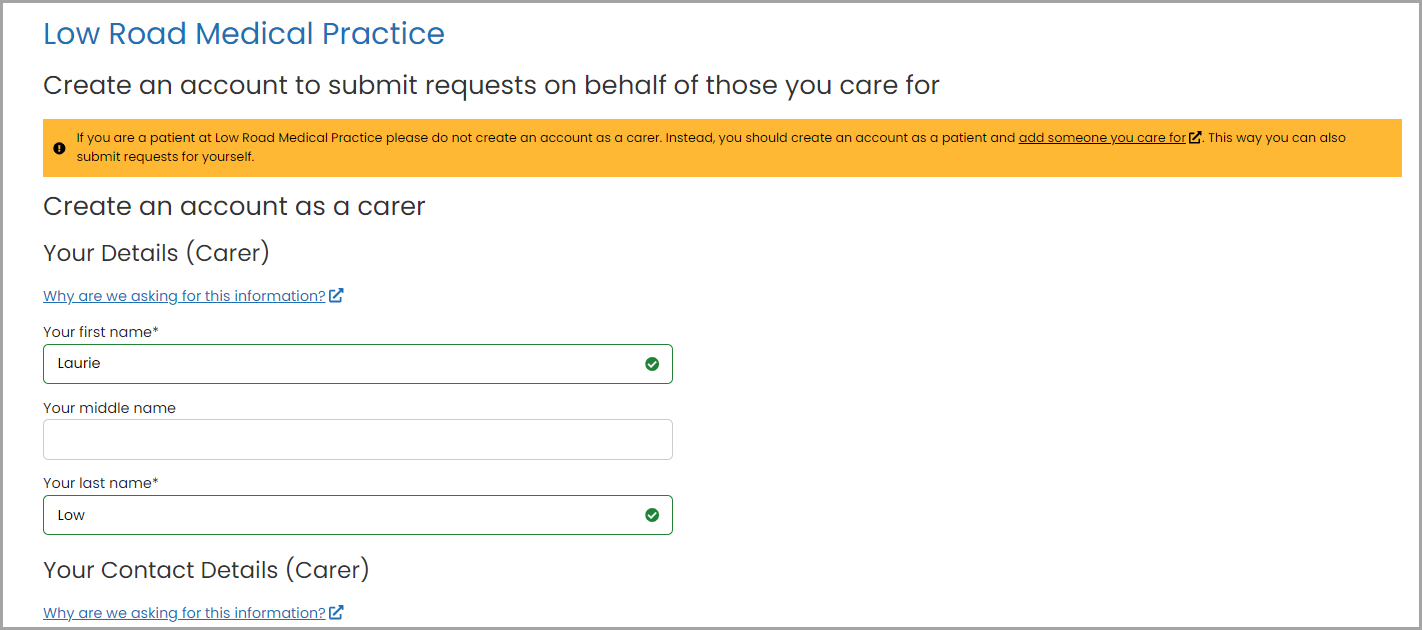 Low Road Medical Practice
Create an account to submit requests on behalf of those you care for
If you are a patient at Low Road Medical Practice please do not create an account as a carer. Instead, you should create an account as a patient and add someone you care for. This way you can also
submit requests for yourself.
Create an account as a carer
Your Details (Carer)
Why are we asking for this information?
Your first name*
Laurie
Your middle name
Your last name*
Low
Your Contact Details (Carer)
Why are we asking for this information?